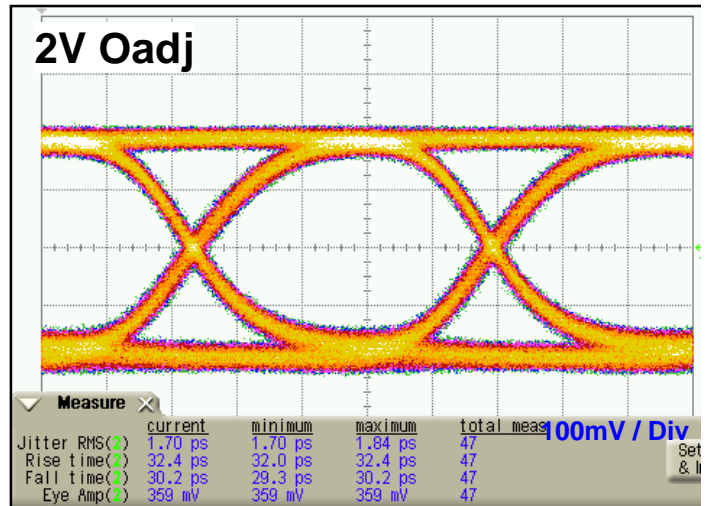 2V Oadj
Measure
current minimum maximum total meas
100mV / Div
Jitter RMS(2) 1.70 ps 1.70 ps 1.84 ps 47
Rise time(2) 32.4 ps 32.0 ps 32.4 ps 47
Fall time(2) 30.2 ps 29.3 ps 30.2 ps 47
Eye Amp(2) 359 mV 359 mV 359 mV 47
Set
&